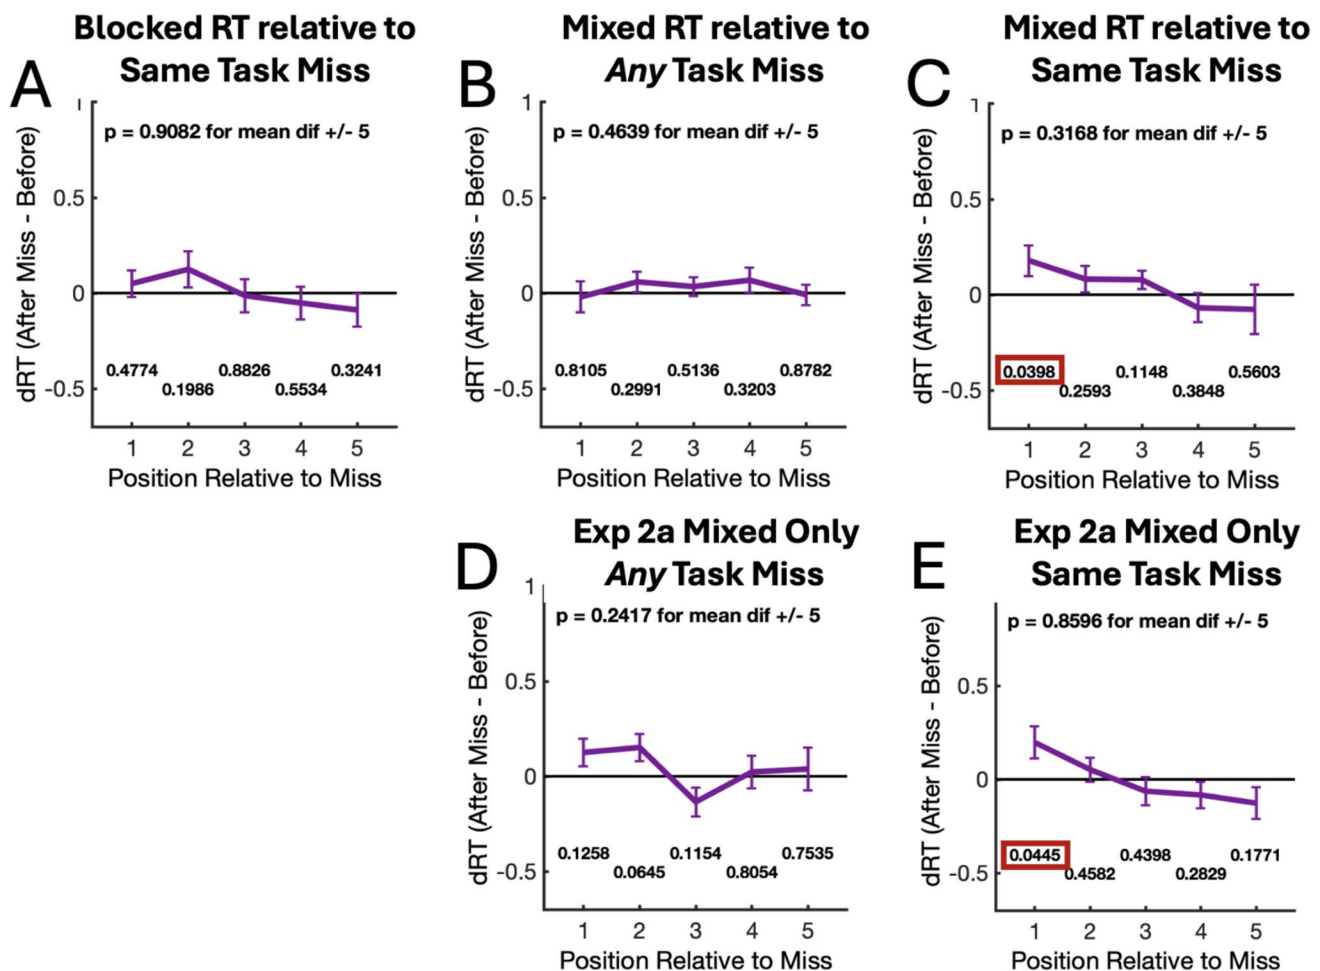 Blocked RT relative to
Same Task Miss
A
1
p = 0.9082 for mean dif +/- 5
dRT (After Miss - Before)
0.5
0
-0.5
0.4774
0.1986
0.8826
0.5534
0.3241
1 2 3 4 5
Position Relative to Miss
Mixed RT relative to
Any Task Miss
B
1
p = 0.4639 for mean dif +/- 5
dRT (After Miss - Before)
0.5
0
-0.5
0.8105
0.2991
0.5136
0.3203
0.8782
1 2 3 4 5
Position Relative to Miss
Mixed RT relative to
Same Task Miss
C
1
p = 0.3168 for mean dif +/- 5
dRT (After Miss - Before)
0.5
0
-0.5
0.0398
0.2593
0.1148
0.3848
0.5603
1 2 3 4 5
Position Relative to Miss
Exp 2a Mixed Only
Any Task Miss
D
1
p = 0.2417 for mean dif +/- 5
dRT (After Miss - Before)
0.5
0
-0.5
0.1258
0.0645
0.1154
0.8054
0.7535
1 2 3 4 5
Position Relative to Miss
Exp 2a Mixed Only
Same Task Miss
E
p = 0.8596 for mean dif +/- 5
dRT (After Miss - Before)
0.5
0
-0.5
0.0445
0.4582
0.4398
0.2829
0.1771
1 2 3 4 5
Position Relative to Miss